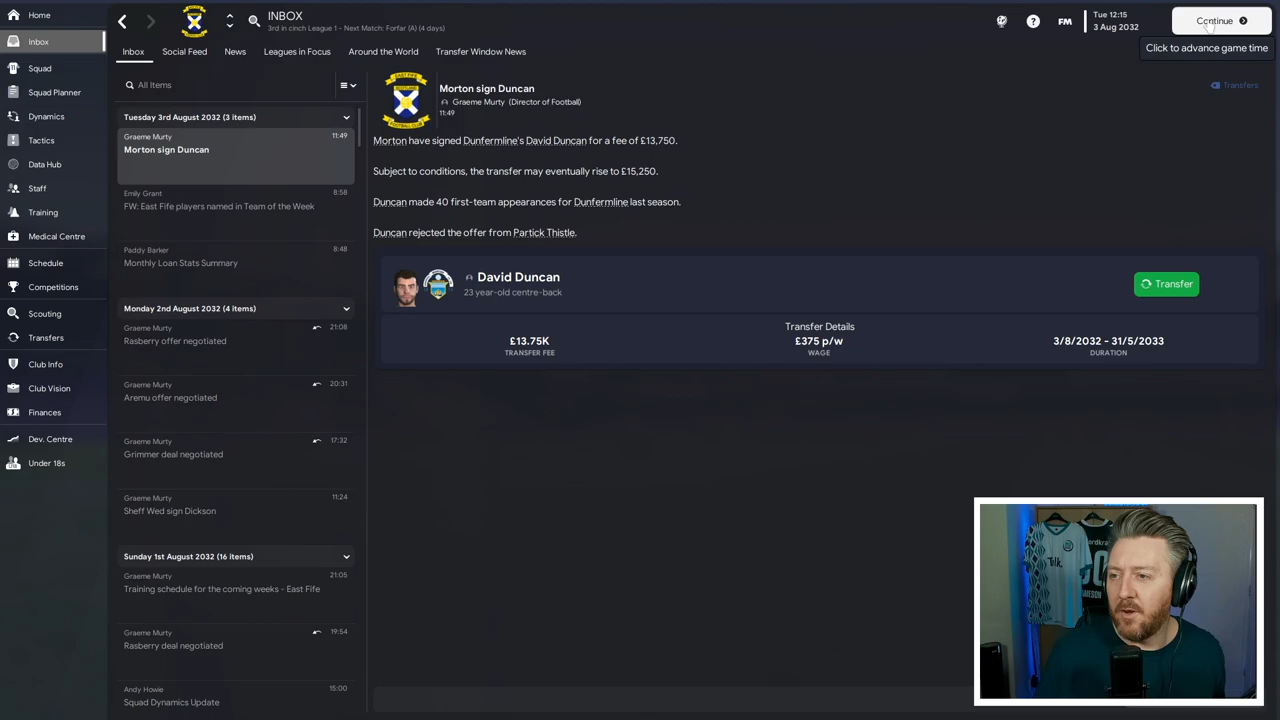 Home
Inbox
Squad
Squad Planner
Dynamics
Tactics
Data Hub
Staff
Training
Medical Centre
Schedule
Competitions
Scouting
Transfers
Club Info
Club Vision
Finances
Dev. Centre
Under 18s
INBOX
3rd in cinch League 1 - Next Match: Forfar (A) (4 days)
FM
Tue 12:15
3 Aug 2032
Continue
Click to advance game time
Inbox
Social Feed
News
Leagues in Focus
Around the World
Transfer Window News
All Items
Tuesday 3rd August 2032 (3 items)
Graeme Murty 11:49
Morton sign Duncan
Emily Grant 8:58
FW: East Fife players named in Team of the Week
Paddy Barker 8:48
Monthly Loan Stats Summary
Monday 2nd August 2032 (4 items)
Graeme Murty 21:08
Rasberry offer negotiated
Graeme Murty 20:31
Aremu offer negotiated
Graeme Murty 17:32
Grimmer deal negotiated
Graeme Murty 11:24
Sheff Wed sign Dickson
Sunday 1st August 2032 (16 items)
Graeme Murty 21:05
Training schedule for the coming weeks - East Fife
Graeme Murty 19:54
Rasberry deal negotiated
Andy Howie 15:00
Squad Dynamics Update
Morton sign Duncan
Graeme Murty (Director of Football)
11:49
Transfers
Morton have signed Dunfermline's David Duncan for a fee of £13,750.
Subject to conditions, the transfer may eventually rise to £15,250.
Duncan made 40 first-team appearances for Dunfermline last season.
Duncan rejected the offer from Partick Thistle.
David Duncan
23 year-old centre-back
Transfer
Transfer Details
£13.75K
TRANSFER FEE
£375 p/w
WAGE
3/8/2032 - 31/5/2033
DURATION